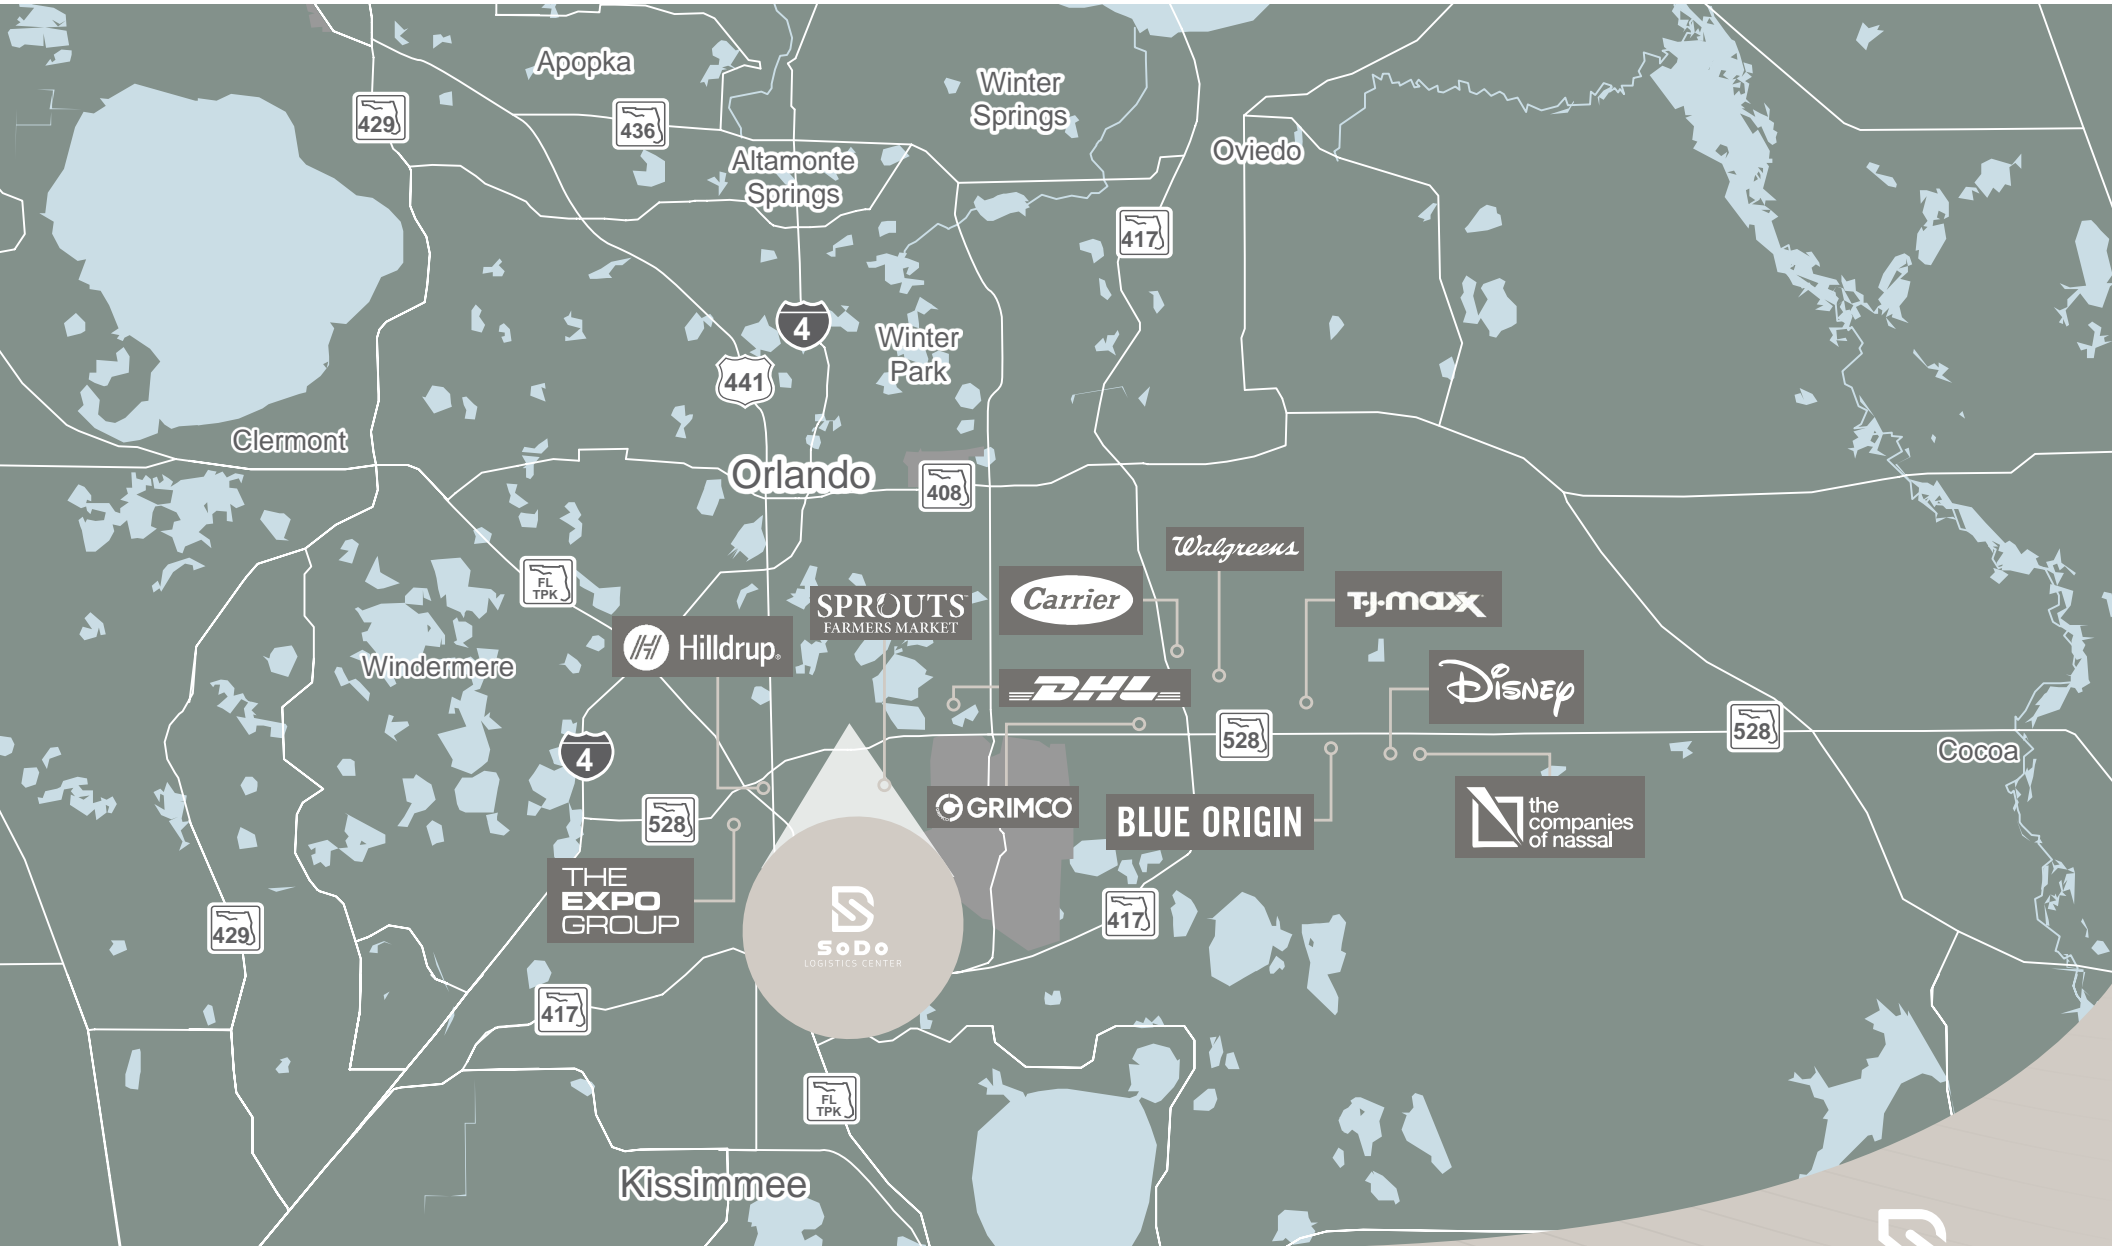 Apopka
Winter
Springs
429
436
Oviedo
Altamonte
Springs
417
4
Winter
Park
441
Clermont
Orlando
408
Walgreens
FL
TPK
Carrier
T·J·maxx
SPROUTS
FARMERS MARKET
Hilldrup
Windermere
DHL
Disney
528
528
4
Cocoa
GRIMCO
BLUE ORIGIN
the
companies
of nassal
528
THE
EXPO
GROUP
417
429
SoDo
LOGISTICS CENTER
417
FL
TPK
Kissimmee